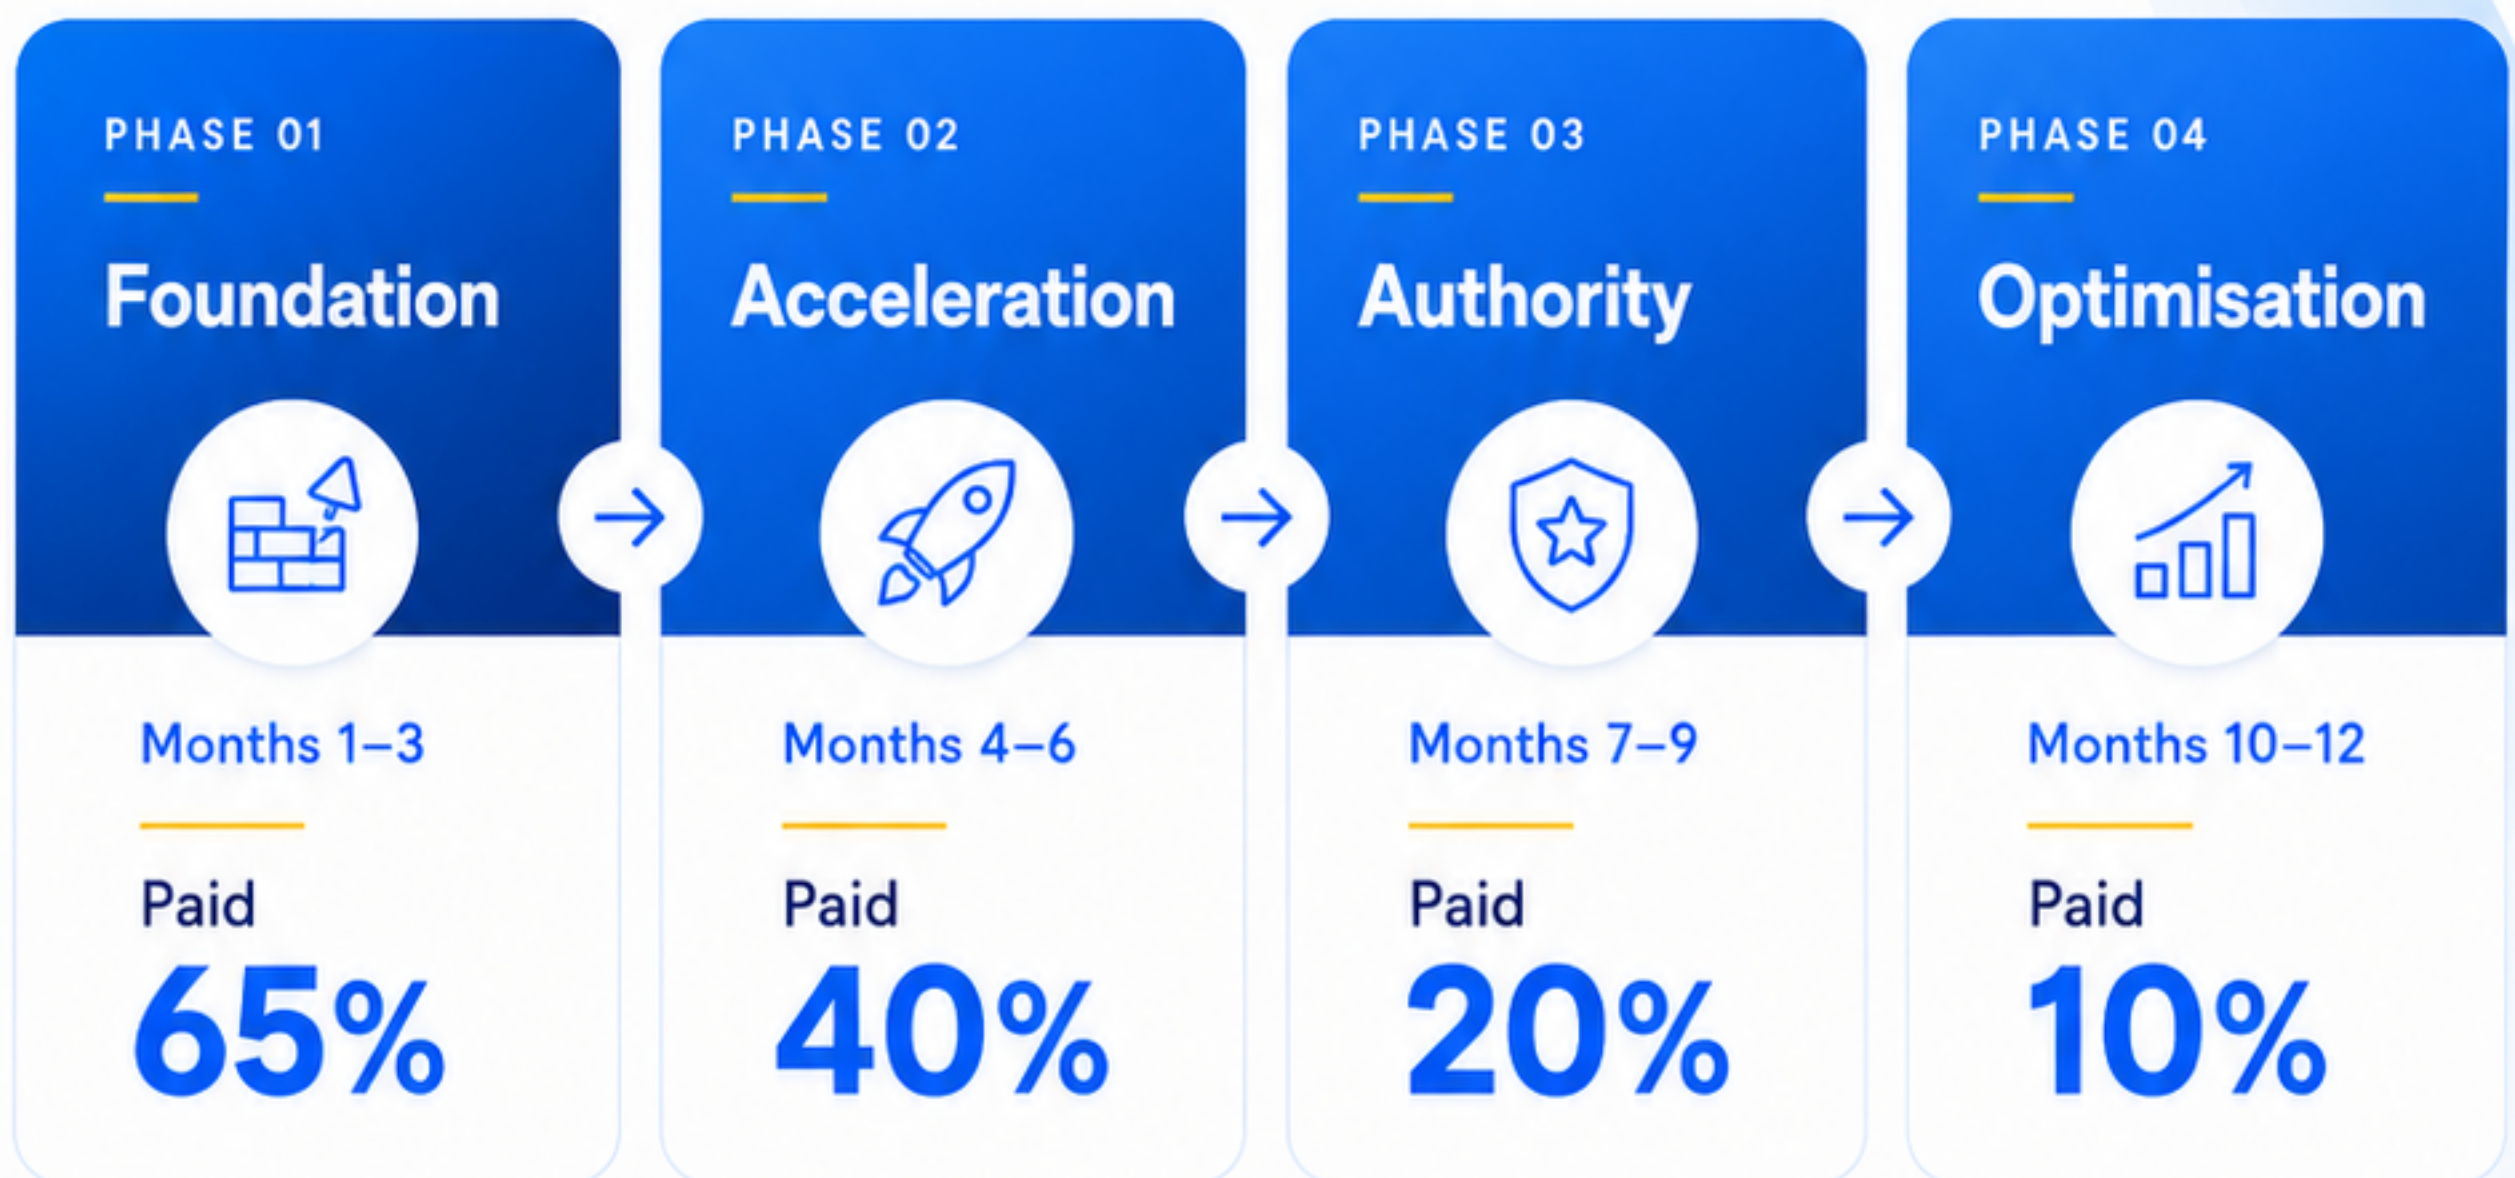 PHASE 01
Foundation
Months 1–3
Paid
65%
PHASE 02
Acceleration
Months 4–6
Paid
40%
PHASE 03
Authority
Months 7–9
Paid
20%
PHASE 04
Optimisation
Months 10–12
Paid
10%